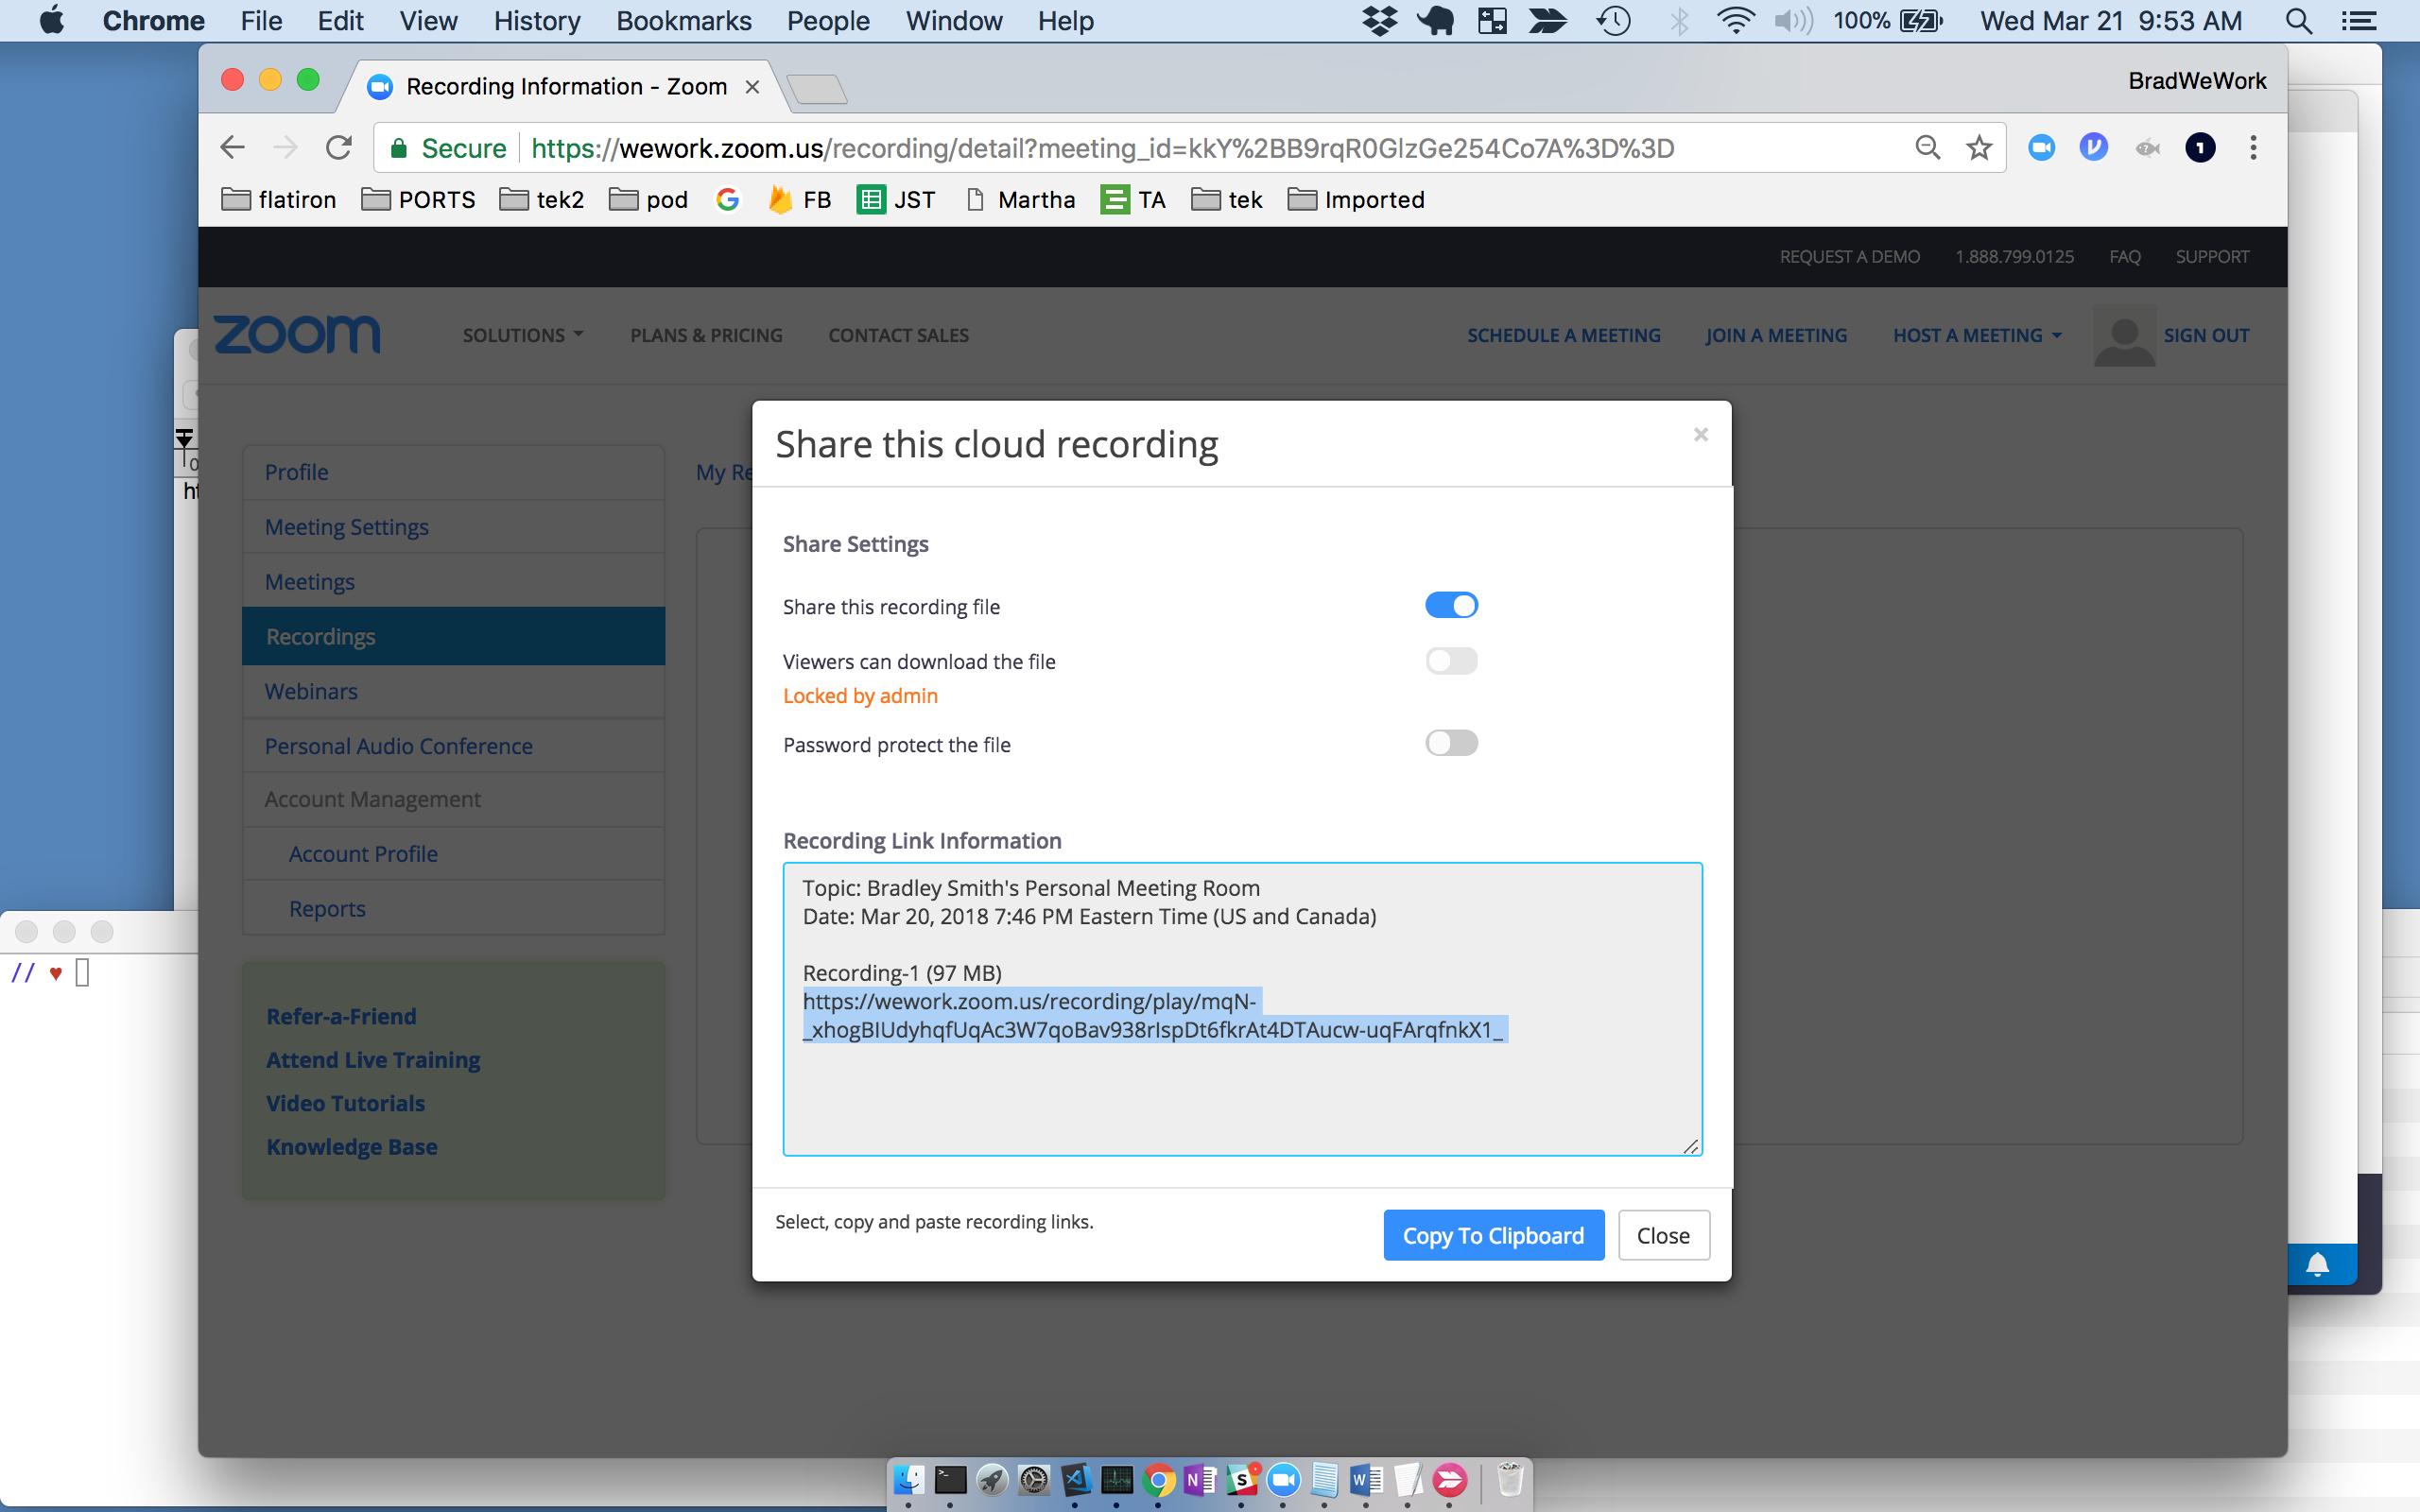 Chrome File Edit View History Bookmarks People Window Help 100% Wed Mar 21 9:53 AM
Recording Information - Zoom
BradWeWork
Secure https://wework.zoom.us/recording/detail?meeting_id=kkY%2BB9rqR0GlzGe254Co7A%3D%3D
flatiron PORTS tek2 pod FB JST Martha TA tek Imported
REQUEST A DEMO 1.888.799.0125 FAQ SUPPORT
zoom SOLUTIONS PLANS & PRICING CONTACT SALES SCHEDULE A MEETING JOIN A MEETING HOST A MEETING SIGN OUT
Profile
Meeting Settings
Meetings
Recordings
Webinars
Personal Audio Conference
Account Management
Account Profile
Reports
Refer-a-Friend
Attend Live Training
Video Tutorials
Knowledge Base
My Re
Share this cloud recording
Share Settings
Share this recording file
Viewers can download the file
Locked by admin
Password protect the file
Recording Link Information
Topic: Bradley Smith's Personal Meeting Room
Date: Mar 20, 2018 7:46 PM Eastern Time (US and Canada)
Recording-1 (97 MB)
https://wework.zoom.us/recording/play/mqN-
_xhogBIUdyhqfUqAc3W7qoBav938rIspDt6fkrAt4DTAucw-uqFArqfnkX1_
Select, copy and paste recording links.
Copy To Clipboard
Close
// ♥